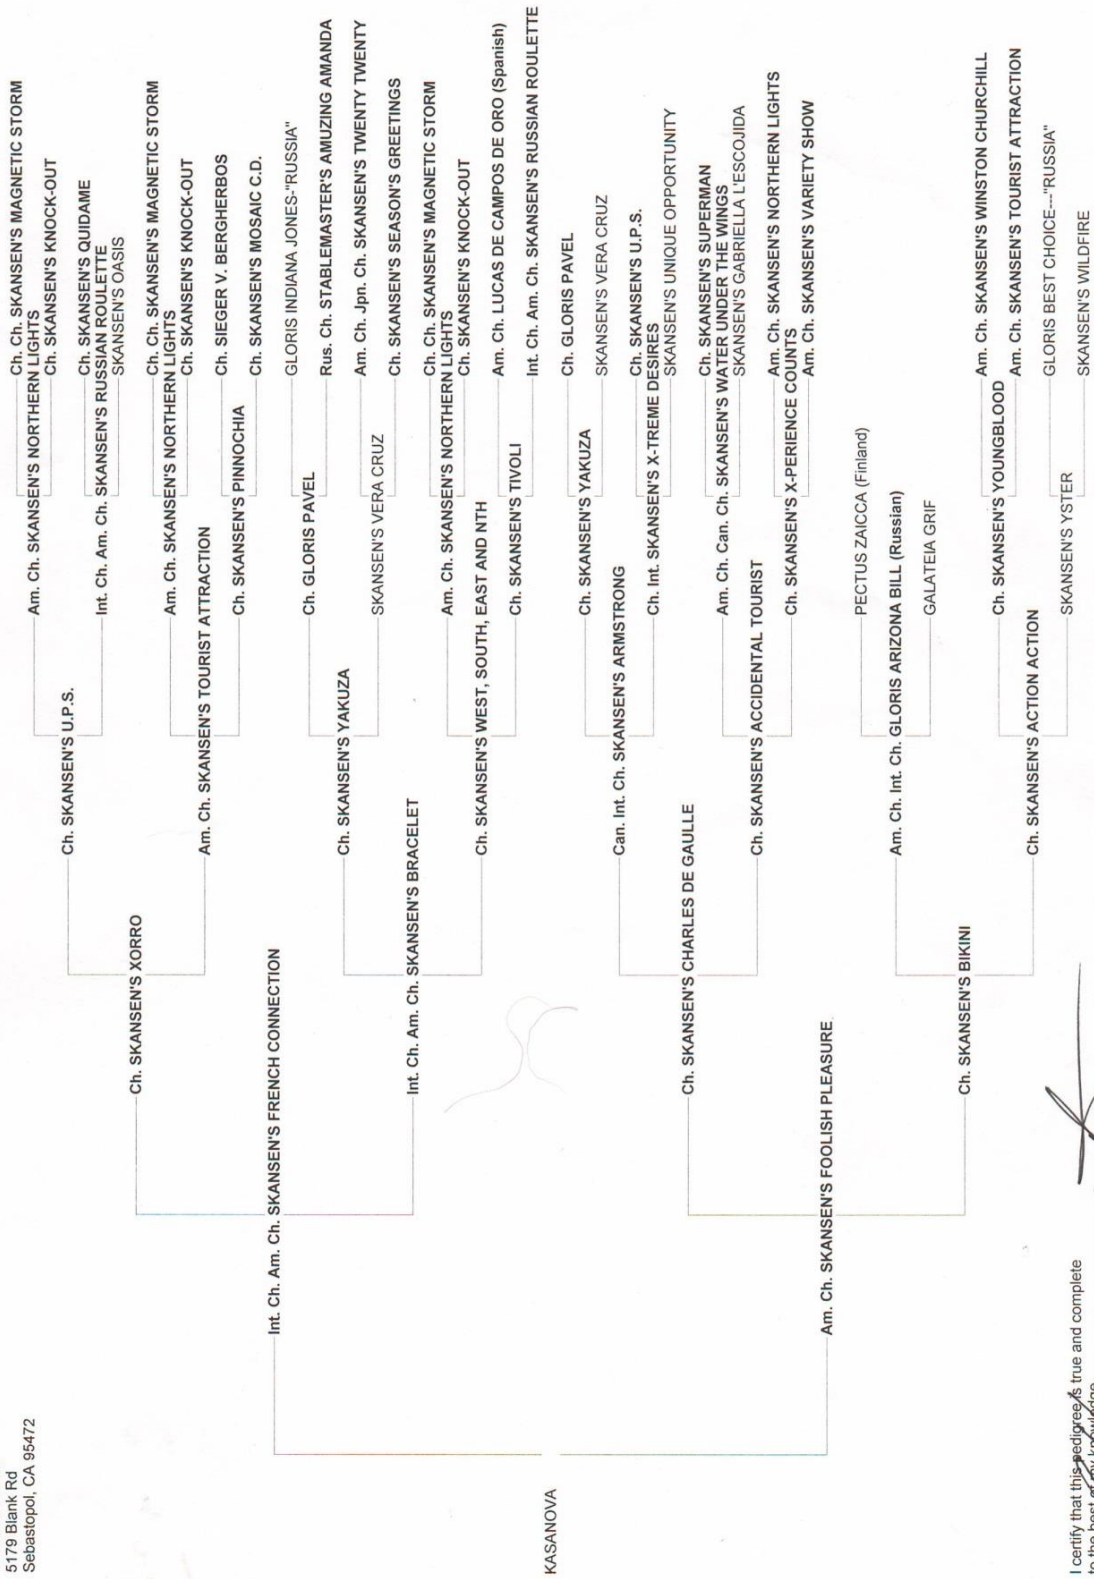 5179 Blank Rd
Sebastopol, CA 95472
KASANOVA
Int. Ch. Am. Ch. SKANSEN'S FRENCH CONNECTION
Am. Ch. SKANSEN'S FOOLISH PLEASURE
Ch. SKANSEN'S XORRO
Int. Ch. Am. Ch. SKANSEN'S BRACELET
Ch. SKANSEN'S CHARLES DE GAULLE
Ch. SKANSEN'S BIKINI
Ch. SKANSEN'S U.P.S.
Am. Ch. SKANSEN'S TOURIST ATTRACTION
Ch. SKANSEN'S YAKUZA
Ch. SKANSEN'S WEST, SOUTH, EAST AND NTH
Can. Int. Ch. SKANSEN'S ARMSTRONG
Ch. SKANSEN'S ACCIDENTAL TOURIST
Am. Ch. Int. Ch. GLORIS ARIZONA BILL (Russian)
Ch. SKANSEN'S ACTION ACTION
Am. Ch. SKANSEN'S NORTHERN LIGHTS
Int. Ch. Am. Ch. SKANSEN'S RUSSIAN ROULETTE
Am. Ch. SKANSEN'S NORTHERN LIGHTS
Ch. SKANSEN'S PINNOCHIA
Ch. GLORIS PAVEL
SKANSEN'S VERA CRUZ
Am. Ch. SKANSEN'S NORTHERN LIGHTS
Ch. SKANSEN'S TIVOLI
Ch. SKANSEN'S YAKUZA
Ch. Int. SKANSEN'S X-TREME DESIRES
Am. Ch. Can. Ch. SKANSEN'S WATER UNDER THE WINGS
Ch. SKANSEN'S X-PERIENCE COUNTS
PECTUS ZAICCA (Finland)
GALATEIA GRIF
Ch. SKANSEN'S YOUNGBLOOD
SKANSEN'S YSTER
Ch. Ch. SKANSEN'S MAGNETIC STORM
Ch. SKANSEN'S KNOCK-OUT
Ch. SKANSEN'S QUIDAME
SKANSEN'S OASIS
Ch. Ch. SKANSEN'S MAGNETIC STORM
Ch. SKANSEN'S KNOCK-OUT
Ch. SIEGER V. BERGHERBOS
Ch. SKANSEN'S MOSAIC C.D.
GLORIS INDIANA JONES-"RUSSIA"
Rus. Ch. STABLEMASTER'S AMUZING AMANDA
Am. Ch. Jpn. Ch. SKANSEN'S TWENTY TWENTY
Ch. SKANSEN'S SEASON'S GREETINGS
Ch. Ch. SKANSEN'S MAGNETIC STORM
Ch. SKANSEN'S KNOCK-OUT
Am. Ch. LUCAS DE CAMPOS DE ORO (Spanish)
Int. Ch. Am. Ch. SKANSEN'S RUSSIAN ROULETTE
Ch. GLORIS PAVEL
SKANSEN'S VERA CRUZ
Ch. SKANSEN'S U.P.S.
SKANSEN'S UNIQUE OPPORTUNITY
Ch. SKANSEN'S SUPERMAN
SKANSEN'S GABRIELLA L'ESCOJIDA
Am. Ch. SKANSEN'S NORTHERN LIGHTS
Am. Ch. SKANSEN'S VARIETY SHOW
Am. Ch. SKANSEN'S WINSTON CHURCHILL
Am. Ch. SKANSEN'S TOURIST ATTRACTION
GLORIS BEST CHOICE---"RUSSIA"
SKANSEN'S WILDFIRE
I certify that this pedigree is true and complete
to the best of my knowledge